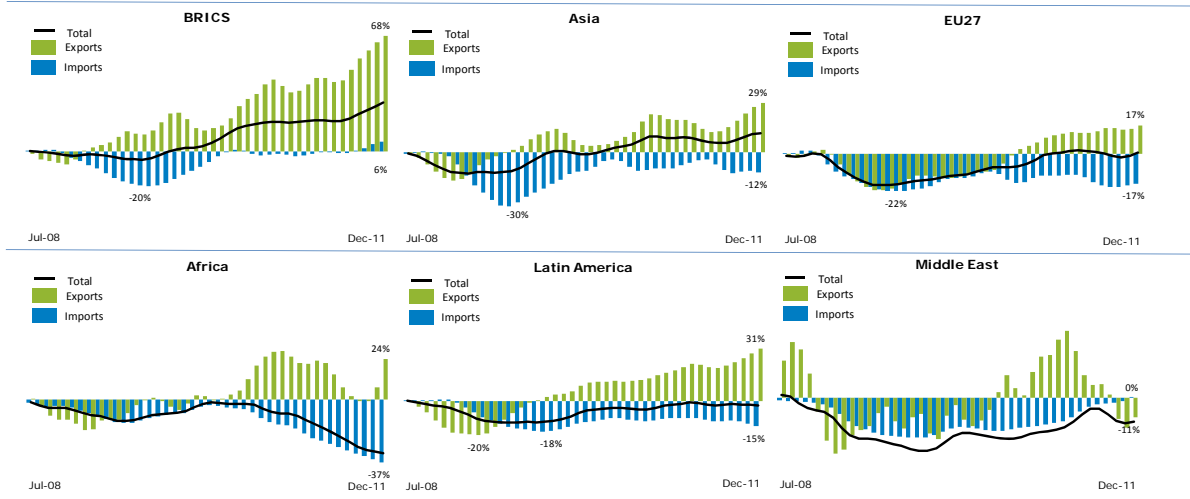 BRICS
Total
Exports
Imports
68%
6%
-20%
Jul-08
Dec-11
Asia
Total
Exports
Imports
29%
-12%
-30%
Jul-08
Dec-11
EU27
Total
Exports
Imports
17%
-17%
-22%
Jul-08
Dec-11
Africa
Total
Exports
Imports
24%
-37%
Jul-08
Dec-11
Latin America
Total
Exports
Imports
31%
-20%
-18%
-15%
Jul-08
Dec-11
Middle East
Total
Exports
Imports
0%
-11%
Jul-08
Dec-11